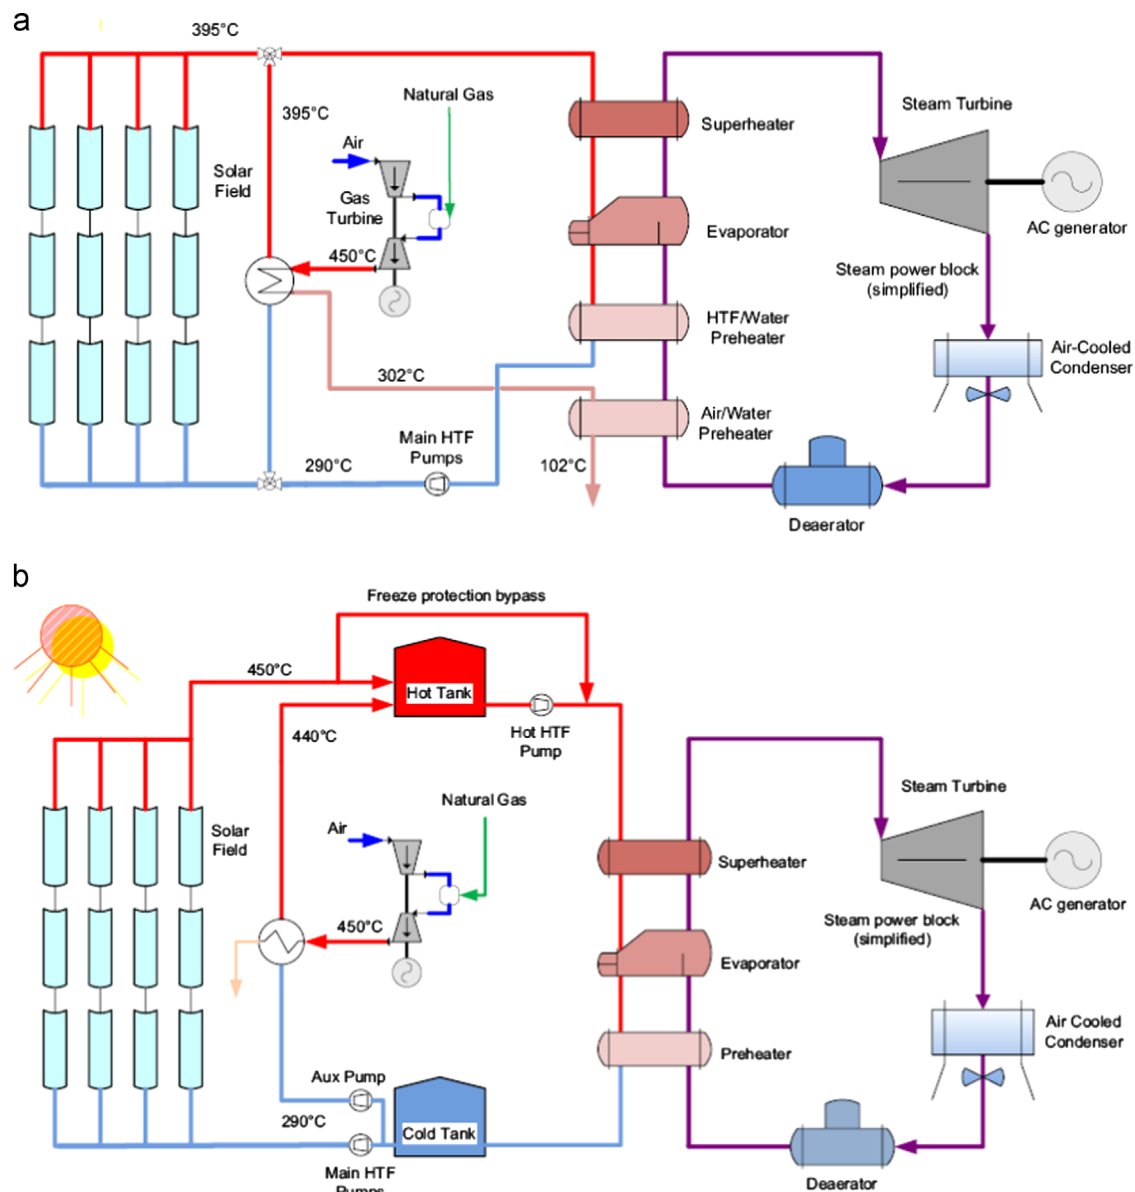 a
395°C
395°C
Natural Gas
Air
Gas
Turbine
Solar
Field
450°C
302°C
Main HTF
Pumps
290°C
102°C
Superheater
Evaporator
HTF/Water
Preheater
Air/Water
Preheater
Steam Turbine
AC generator
Steam power block
(simplified)
Air-Cooled
Condenser
Deaerator
b
Freeze protection bypass
450°C
Hot Tank
440°C
Hot HTF
Pump
Natural Gas
Air
Solar
Field
450°C
Aux Pump
290°C
Cold Tank
Main HTF
Pumps
Superheater
Evaporator
Preheater
Steam Turbine
AC generator
Steam power block
(simplified)
Air Cooled
Condenser
Deaerator